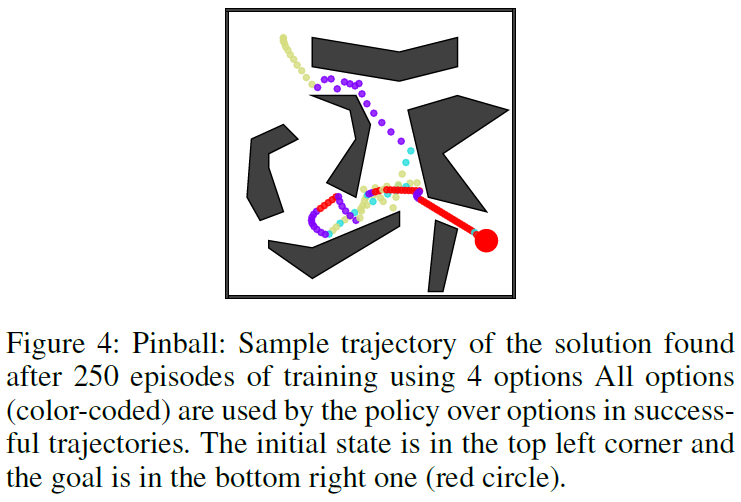 Figure 4: Pinball: Sample trajectory of the solution found
after 250 episodes of training using 4 options All options
(color-coded) are used by the policy over options in success-
ful trajectories. The initial state is in the top left corner and
the goal is in the bottom right one (red circle).